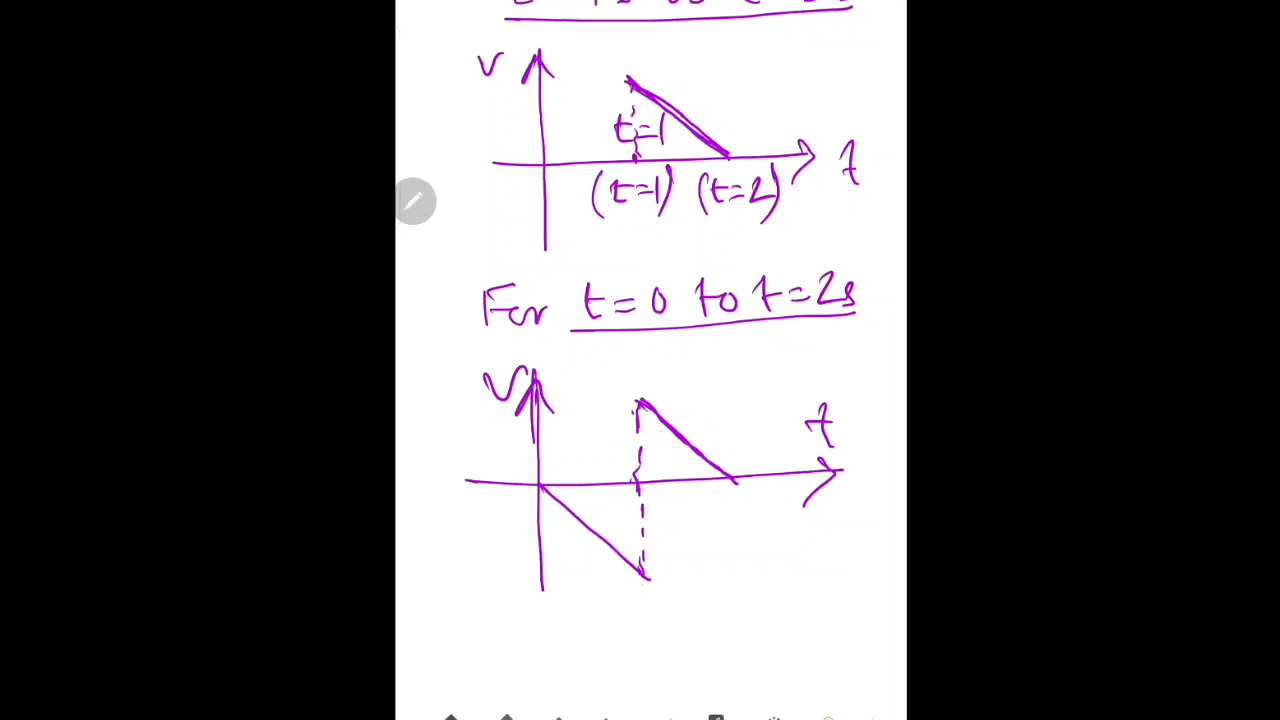 v
t=1
(t=1) (t=2) t
For t=0 to t=2s
V
t